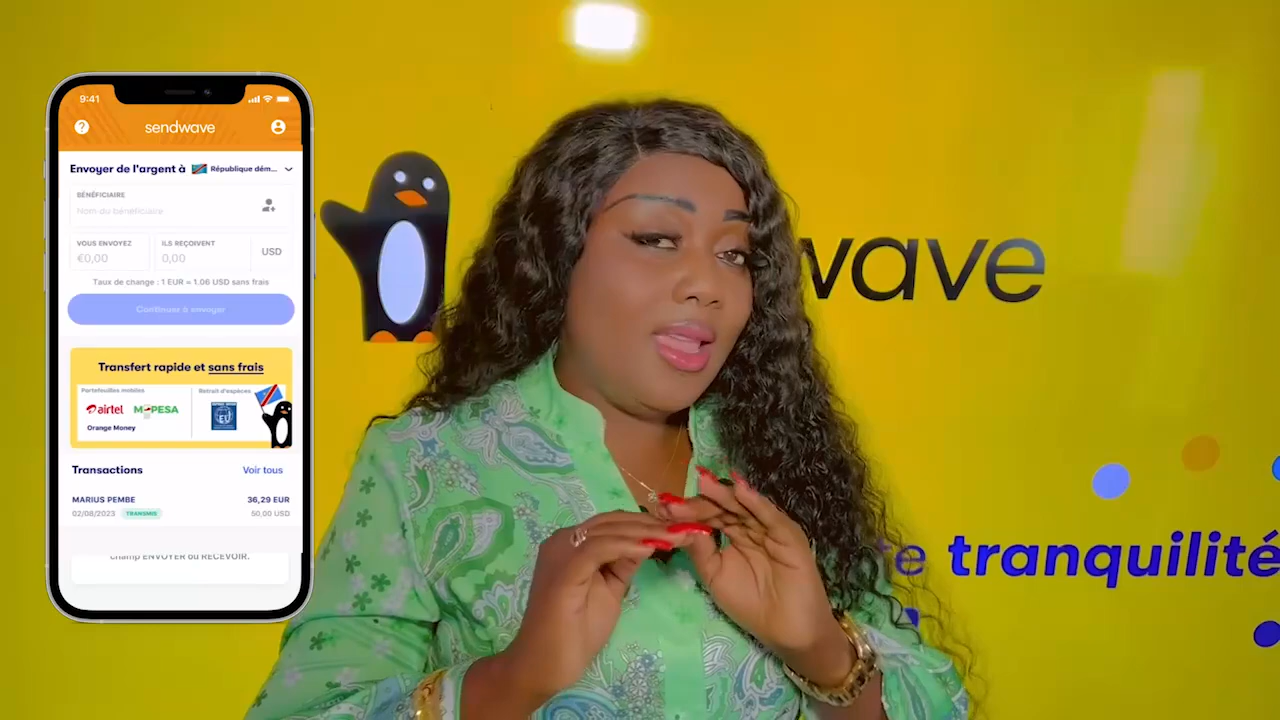 9:41
sendwave
Envoyer de l'argent à République dém...
BÉNÉFICIAIRE
Nom du bénéficiaire
VOUS ENVOYEZ
ILS REÇOIVENT
€0,00
0,00
USD
Taux de change : 1 EUR = 1.06 USD sans frais
Continuer à envoyer
Transfert rapide et sans frais
Portefeuilles mobiles
Retrait d'espèces
airtel
M-PESA
Orange Money
Transactions
Voir tous
MARIUS PEMBE
36,29 EUR
02/08/2023
TRANSMIS
50,00 USD
champ ENVOYER ou RECEVOIR.
wave
te tranquilité